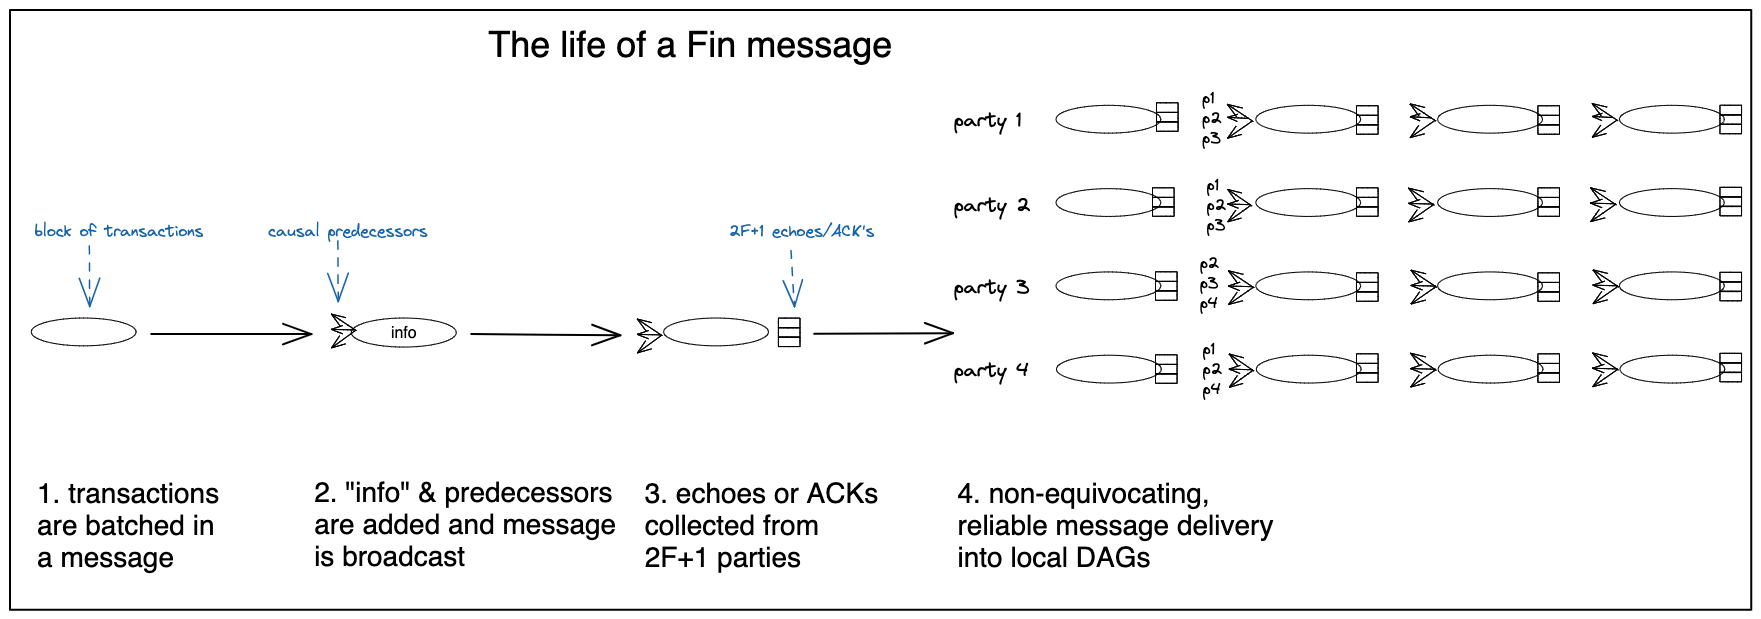 The life of a Fin message
block of transactions
causal predecessors
info
2F+1 echoes/ACK's
party 1
p1
p2
p3
party 2
p1
p2
p3
party 3
p2
p3
p4
party 4
p1
p2
p4
1. transactions
are batched in
a message
2. "info" & predecessors
are added and message
is broadcast
3. echoes or ACKs
collected from
2F+1 parties
4. non-equivocating,
reliable message delivery
into local DAGs